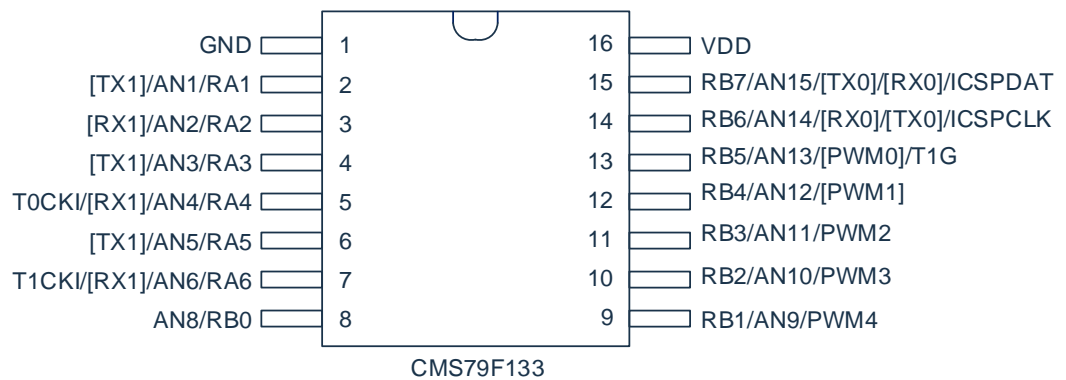 GND 1 16 VDD
[TX1]/AN1/RA1 2 15 RB7/AN15/[TX0]/[RX0]/ICSPDAT
[RX1]/AN2/RA2 3 14 RB6/AN14/[RX0]/[TX0]/ICSPCLK
[TX1]/AN3/RA3 4 13 RB5/AN13/[PWM0]/T1G
T0CKI/[RX1]/AN4/RA4 5 12 RB4/AN12/[PWM1]
[TX1]/AN5/RA5 6 11 RB3/AN11/PWM2
T1CKI/[RX1]/AN6/RA6 7 10 RB2/AN10/PWM3
AN8/RB0 8 9 RB1/AN9/PWM4
CMS79F133